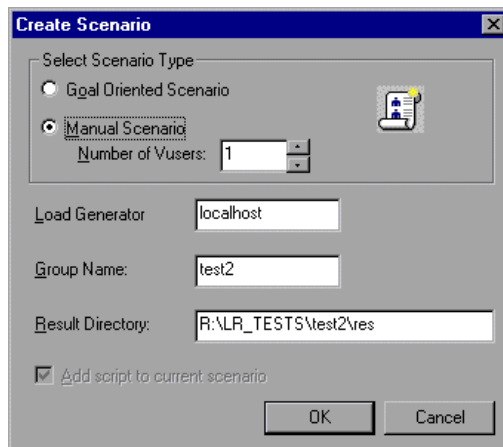 Create Scenario
Select Scenario Type
Goal Oriented Scenario
Manual Scenario
Number of Vusers: 1
Load Generator localhost
Group Name: test2
Result Directory: R:\LR_TESTS\test2\res
Add script to current scenario
OK Cancel